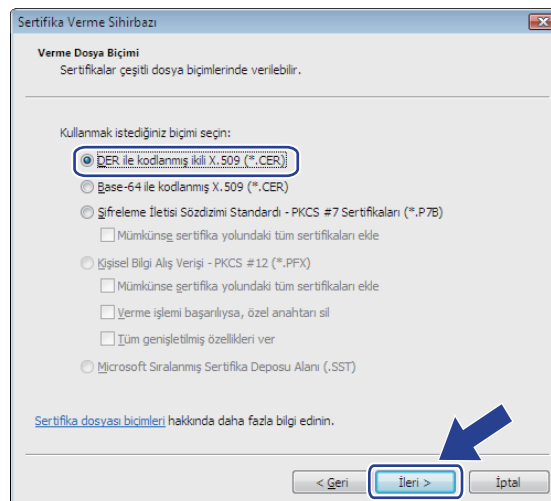 Sertifika Verme Sihirbazı
Verme Dosya Biçimi
Sertifikalar çeşitli dosya biçimlerinde verilebilir.
Kullanmak istediğiniz biçimi seçin:
DER ile kodlanmış ikili X.509 (*.CER)
Base-64 ile kodlanmış X.509 (*.CER)
Şifreleme İletisi Sözdizimi Standardı - PKCS #7 Sertifikaları (*.P7B)
Mümkünse sertifika yolundaki tüm sertifikaları ekle
Kişisel Bilgi Alış Verişi - PKCS #12 (*.PFX)
Mümkünse sertifika yolundaki tüm sertifikaları ekle
Verme işlemi başarılıysa, özel anahtarı sil
Tüm genişletilmiş özellikleri ver
Microsoft Sıralanmış Sertifika Deposu Alanı (.SST)
Sertifika dosyası biçimleri hakkında daha fazla bilgi edinin.
< Geri İleri > İptal